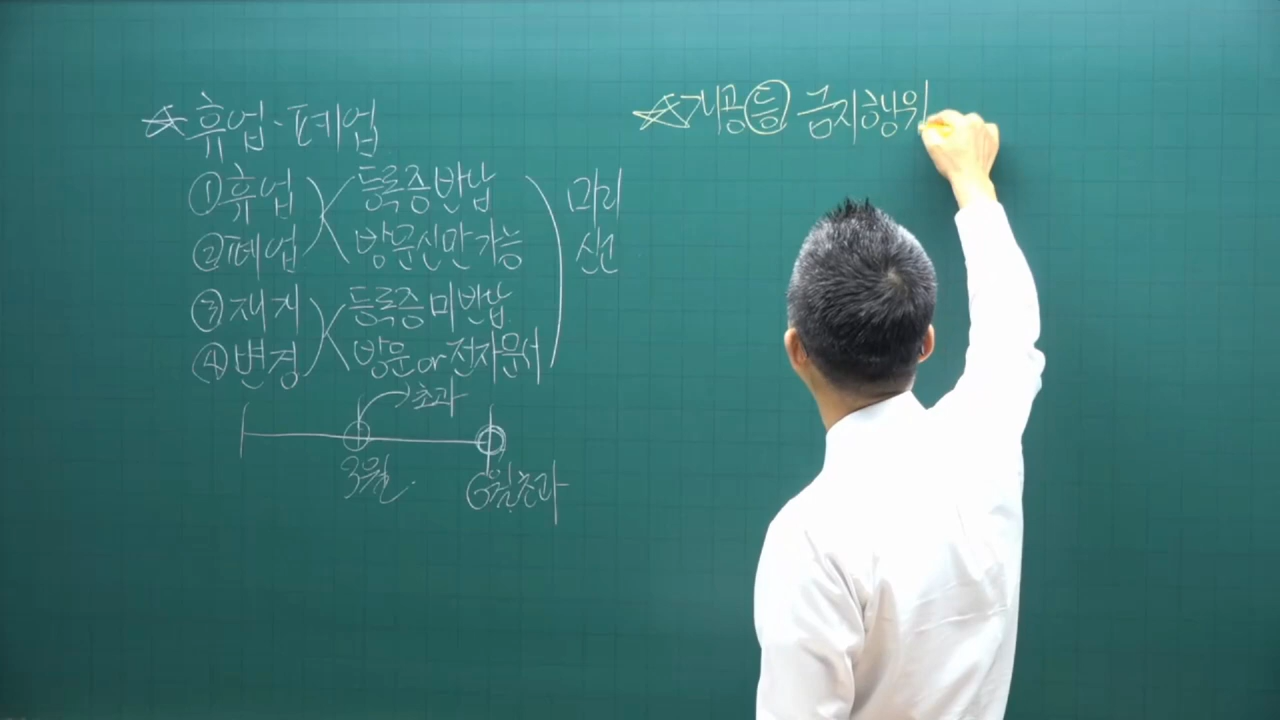 ☆휴업·폐업
①휴업 등록증 반납
②폐업 방문신만 가능
③재개 등록증 미반납
④변경 방문 or 전자문서
미리
신고
초과
3월
6월초과
☆개공등 금지행위